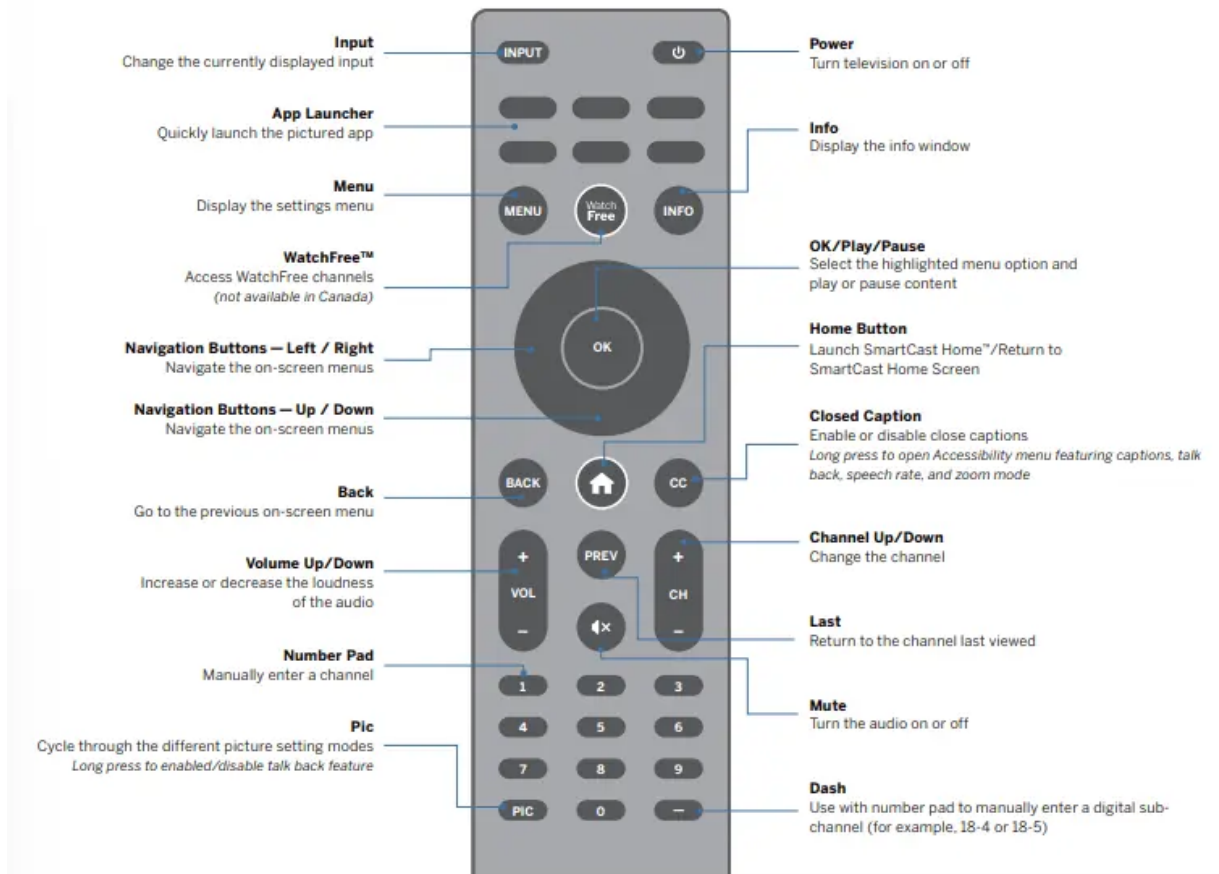 Input
Change the currently displayed input
App Launcher
Quickly launch the pictured app
Menu
Display the settings menu
WatchFree™
Access WatchFree channels
(not available in Canada)
Navigation Buttons — Left / Right
Navigate the on-screen menus
Navigation Buttons — Up / Down
Navigate the on-screen menus
Back
Go to the previous on-screen menu
Volume Up/Down
Increase or decrease the loudness
of the audio
Number Pad
Manually enter a channel
Pic
Cycle through the different picture setting modes
Long press to enabled/disable talk back feature
INPUT
MENU
Watch
Free
INFO
OK
BACK
CC
+
VOL
–
PREV
+
CH
–
1 2 3
4 5 6
7 8 9
PIC 0 –
Power
Turn television on or off
Info
Display the info window
OK/Play/Pause
Select the highlighted menu option and
play or pause content
Home Button
Launch SmartCast Home™/Return to
SmartCast Home Screen
Closed Caption
Enable or disable close captions
Long press to open Accessibility menu featuring captions, talk
back, speech rate, and zoom mode
Channel Up/Down
Change the channel
Last
Return to the channel last viewed
Mute
Turn the audio on or off
Dash
Use with number pad to manually enter a digital sub-
channel (for example, 18-4 or 18-5)